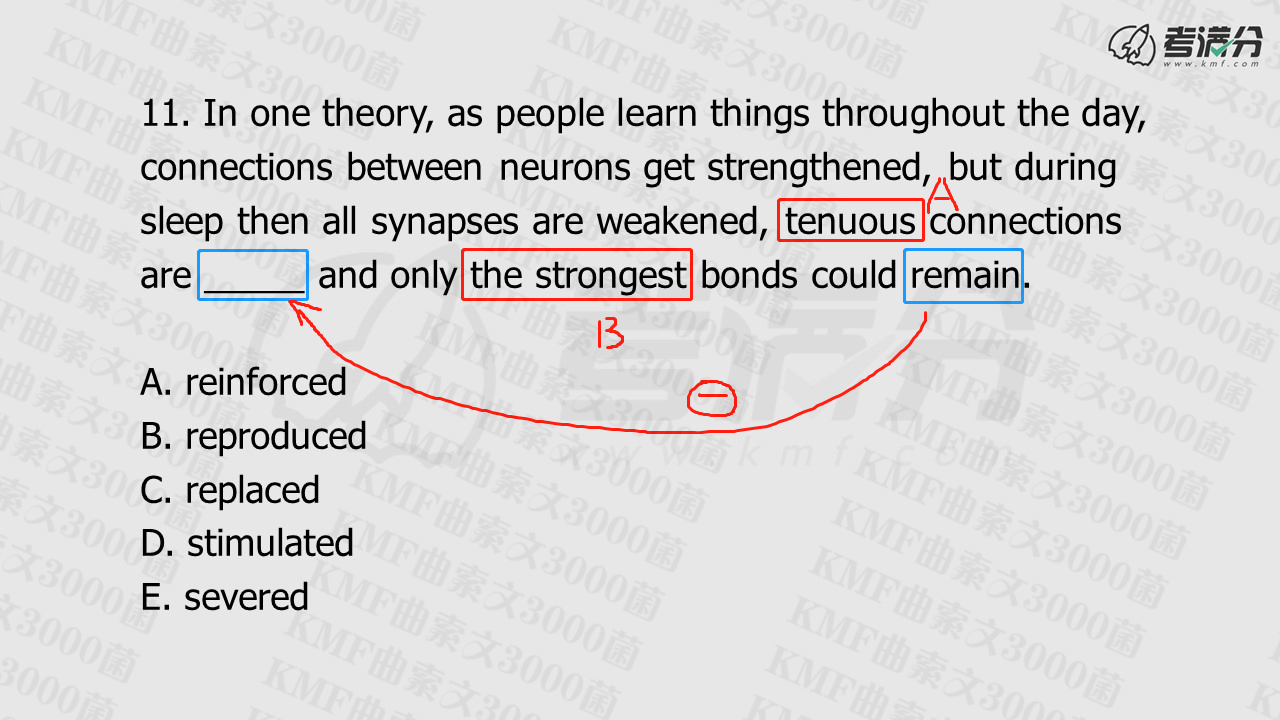 考满分
www.kmf.com
11. In one theory, as people learn things throughout the day,
connections between neurons get strengthened, but during
A
sleep then all synapses are weakened, tenuous connections
are ______ and only the strongest bonds could remain.
B
A. reinforced
B. reproduced
C. replaced
D. stimulated
E. severed
KMF曲索文3000菌